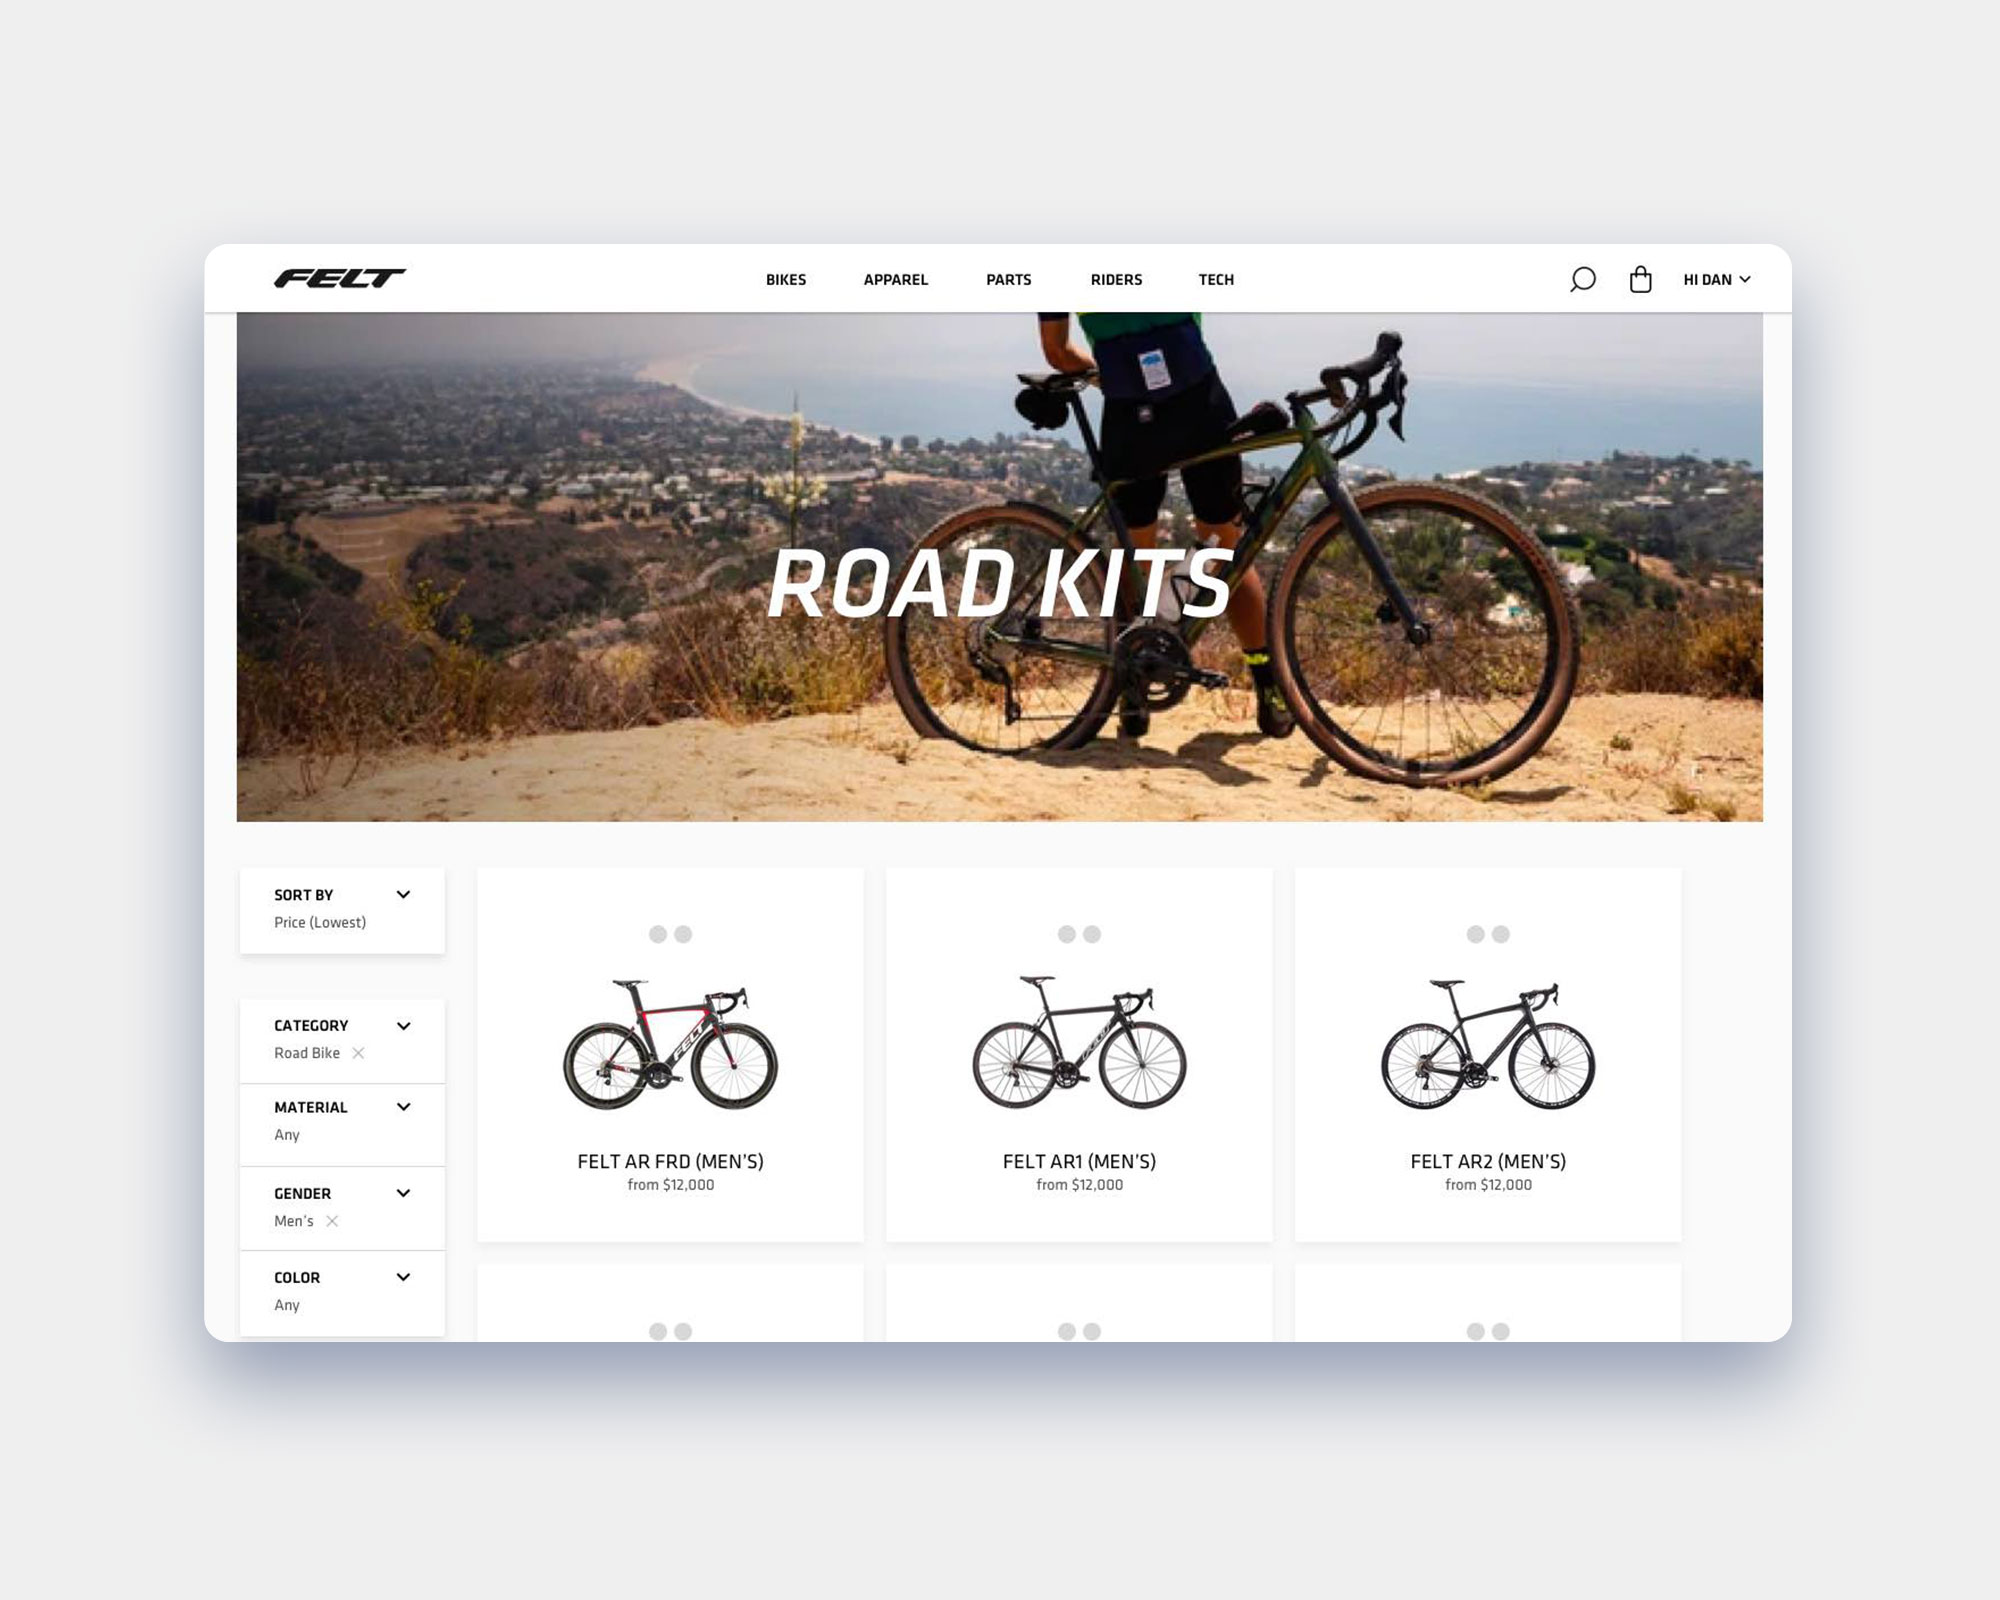 FELT
BIKES APPAREL PARTS RIDERS TECH
HI DAN
ROAD KITS
SORT BY
Price (Lowest)
CATEGORY
Road Bike
MATERIAL
Any
GENDER
Men's
COLOR
Any
FELT
FELT AR FRD (MEN'S)
from $12,000
FELT AR1 (MEN'S)
from $12,000
FELT AR2 (MEN'S)
from $12,000